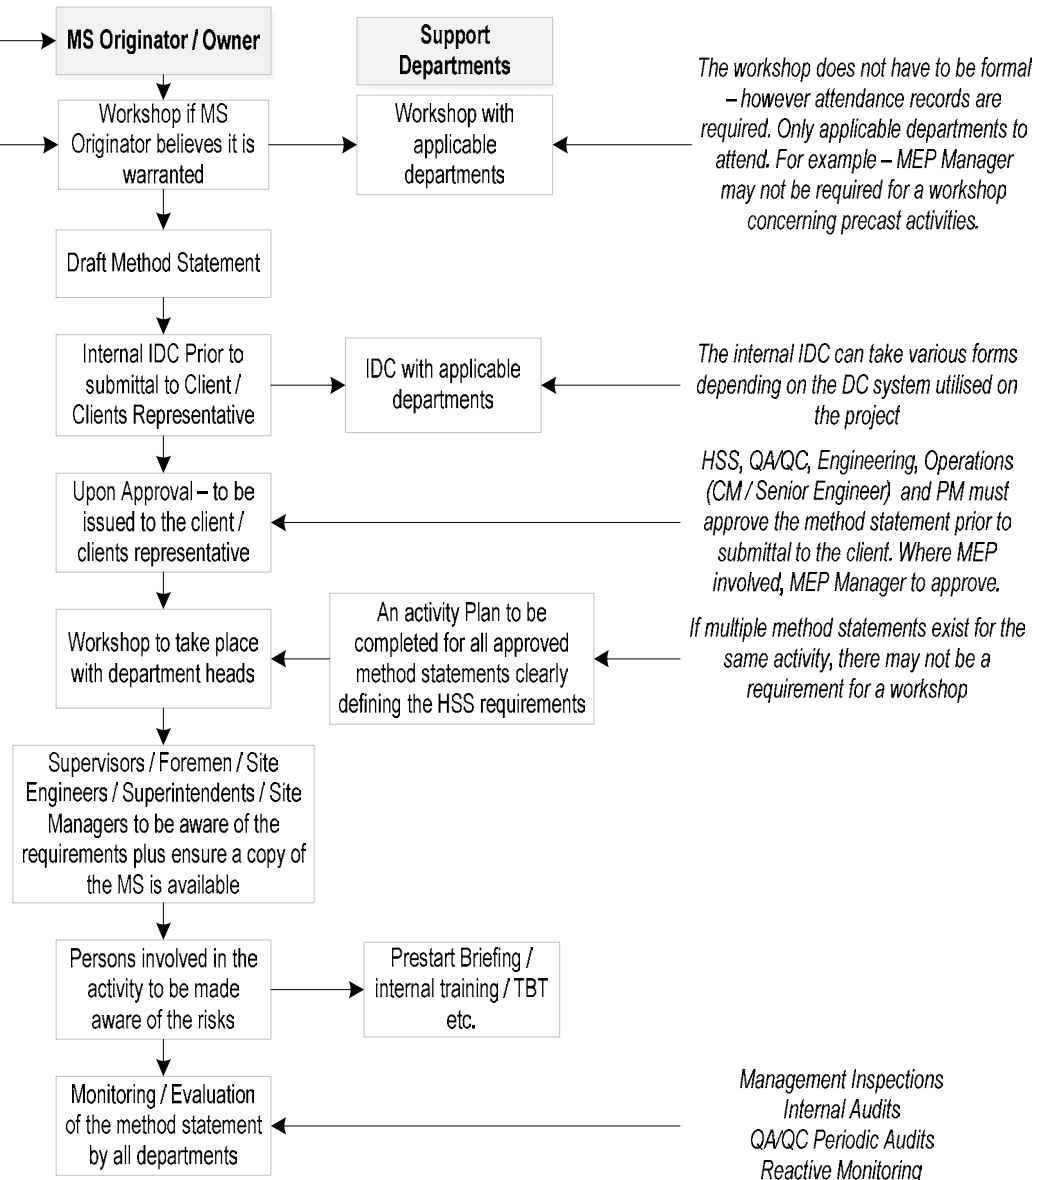 MS Originator / Owner
Support
Departments
Workshop if MS
Originator believes it is
warranted
Workshop with
applicable
departments
The workshop does not have to be formal
– however attendance records are
required. Only applicable departments to
attend. For example – MEP Manager
may not be required for a workshop
concerning precast activities.
Draft Method Statement
Internal IDC Prior to
submittal to Client /
Clients Representative
IDC with applicable
departments
The internal IDC can take various forms
depending on the DC system utilised on
the project
Upon Approval – to be
issued to the client /
clients representative
HSS, QA/QC, Engineering, Operations
(CM / Senior Engineer) and PM must
approve the method statement prior to
submittal to the client. Where MEP
involved, MEP Manager to approve.
Workshop to take place
with department heads
An activity Plan to be
completed for all approved
method statements clearly
defining the HSS requirements
If multiple method statements exist for the
same activity, there may not be a
requirement for a workshop
Supervisors / Foremen / Site
Engineers / Superintendents / Site
Managers to be aware of the
requirements plus ensure a copy of
the MS is available
Persons involved in the
activity to be made
aware of the risks
Prestart Briefing /
internal training / TBT
etc.
Monitoring / Evaluation
of the method statement
by all departments
Management Inspections
Internal Audits
QA/QC Periodic Audits
Reactive Monitoring